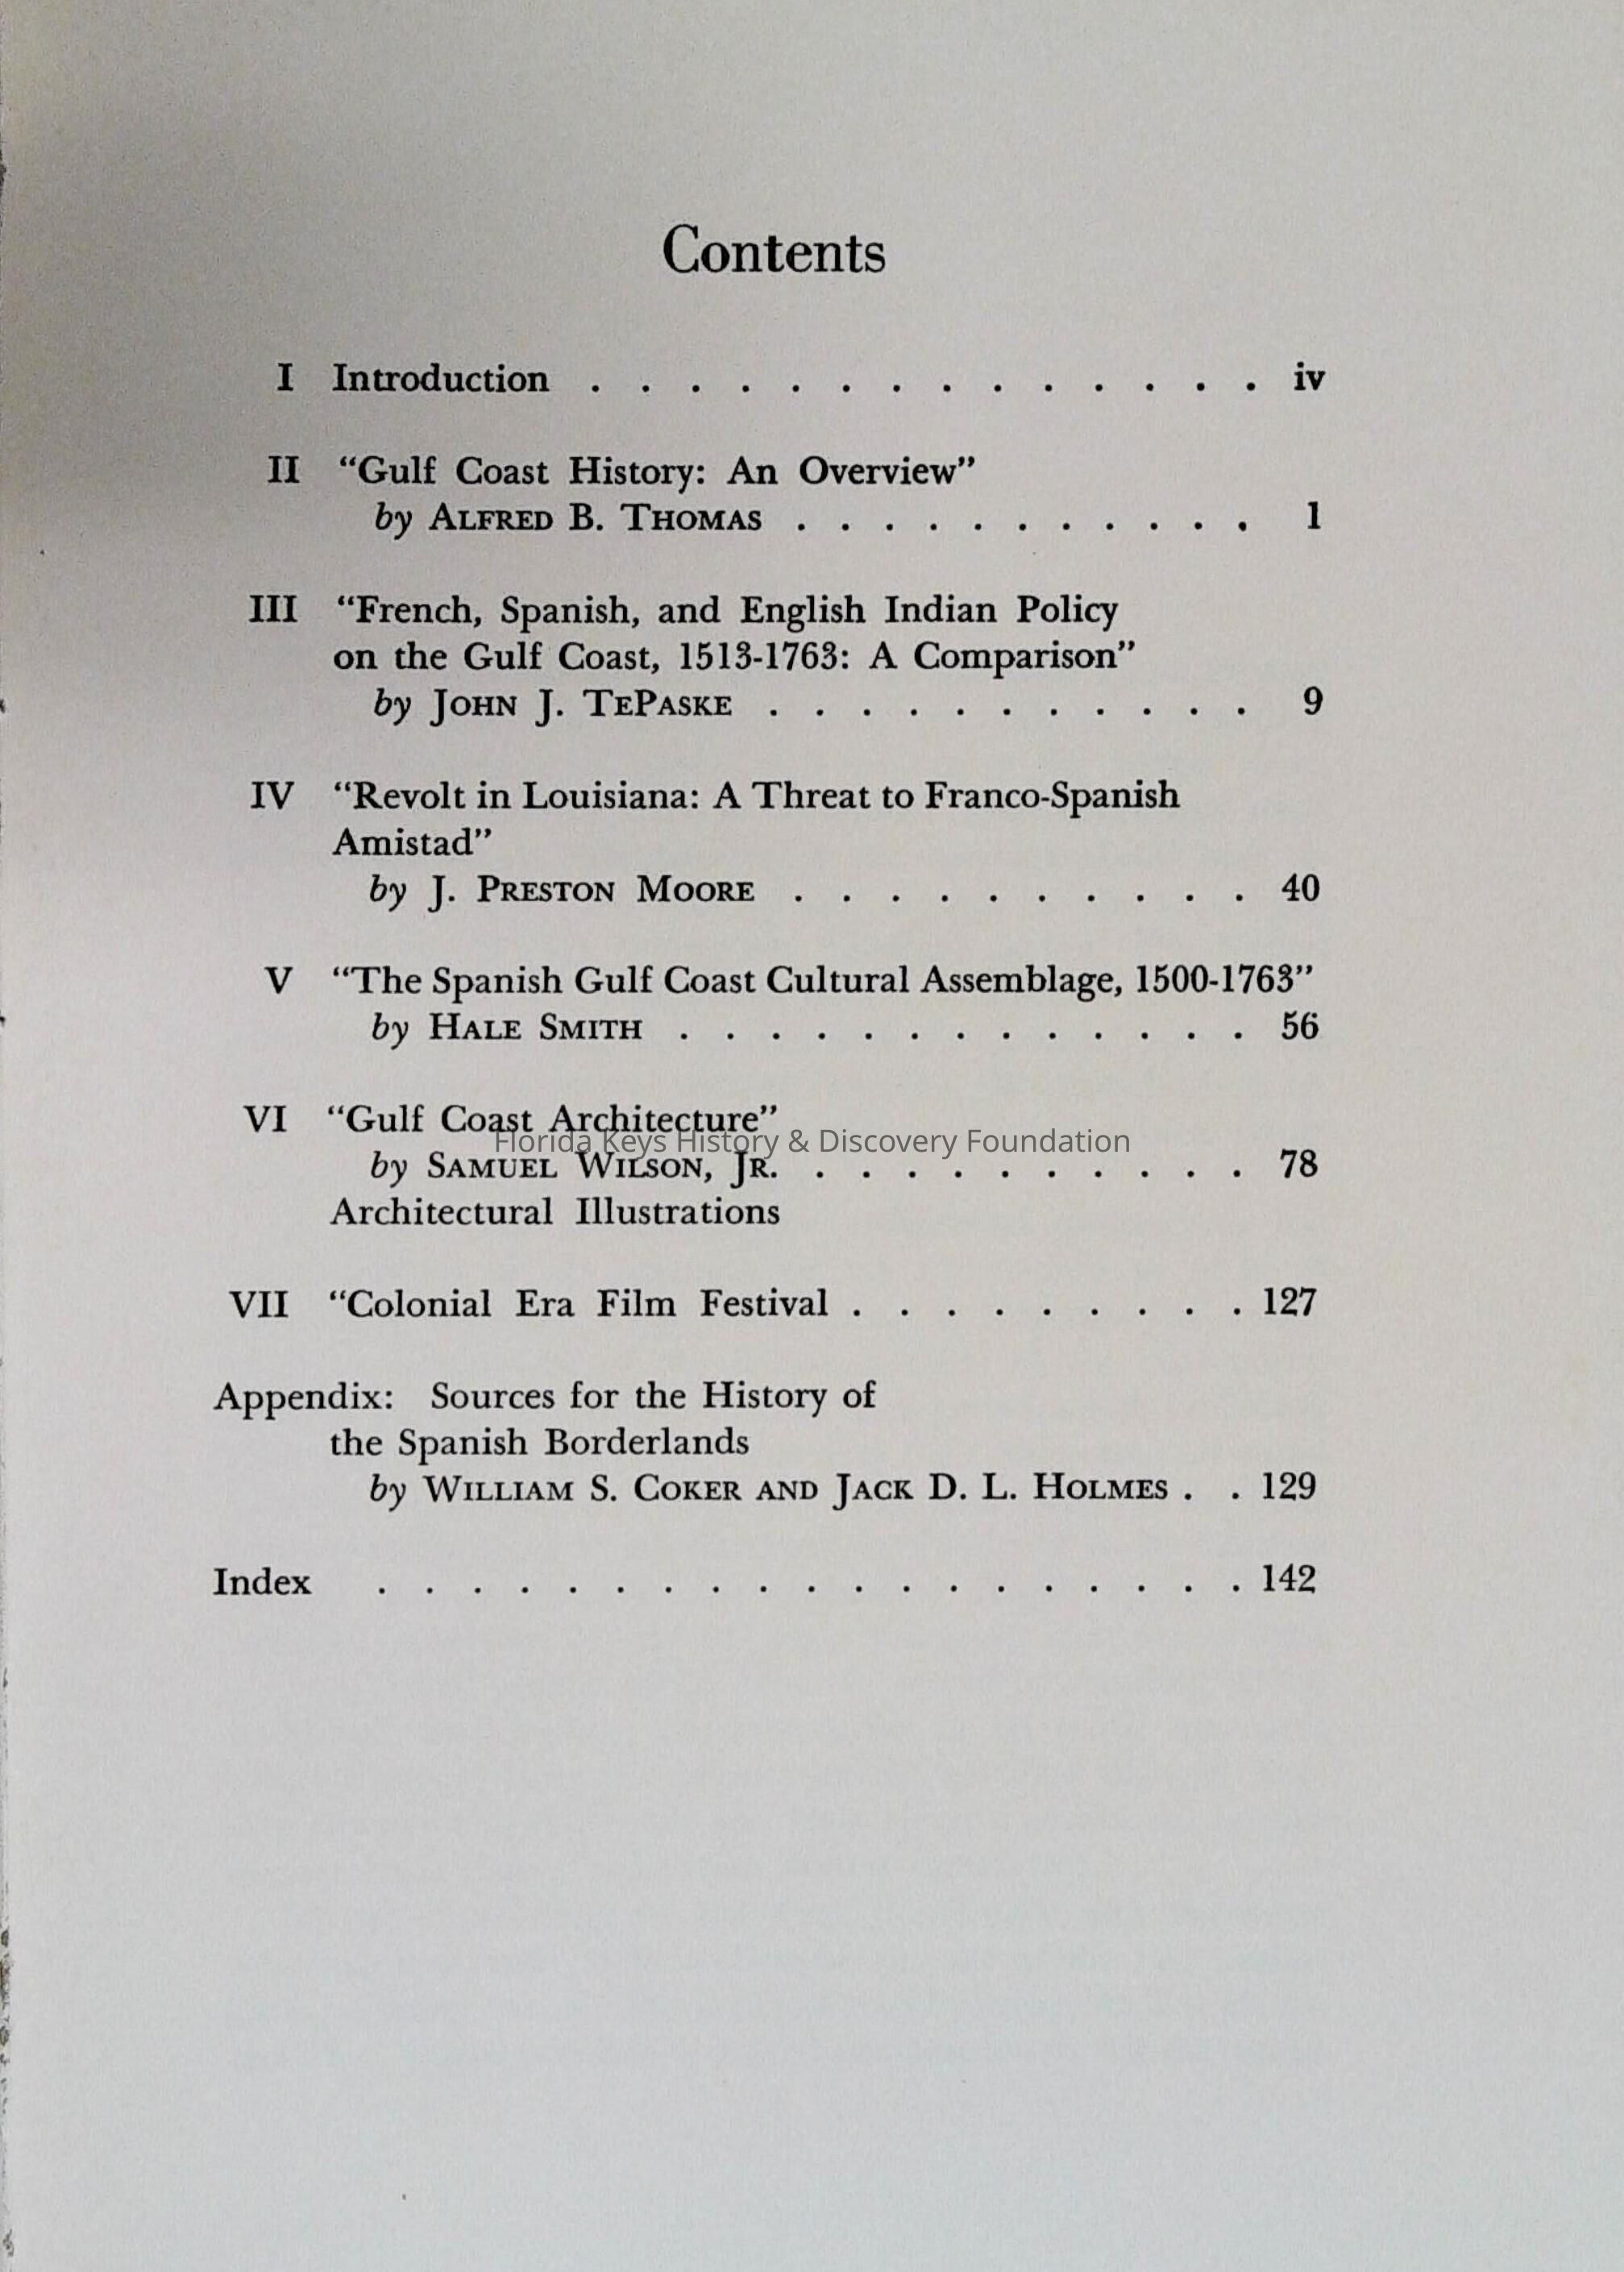 Contents
I Introduction . . . . . . . . . . . . . . iv
II “Gulf Coast History: An Overview”
by ALFRED B. THOMAS . . . . . . . . . . . 1
III “French, Spanish, and English Indian Policy
on the Gulf Coast, 1513-1763: A Comparison”
by JOHN J. TEPASKE . . . . . . . . . . . 9
IV “Revolt in Louisiana: A Threat to Franco-Spanish
Amistad”
by J. PRESTON MOORE . . . . . . . . . . 40
V “The Spanish Gulf Coast Cultural Assemblage, 1500-1763”
by HALE SMITH . . . . . . . . . . . . . 56
VI “Gulf Coast Architecture”
Florida Keys History & Discovery Foundation
by SAMUEL WILSON, JR. . . . . . . . . . . 78
Architectural Illustrations
VII “Colonial Era Film Festival . . . . . . . . . 127
Appendix: Sources for the History of
the Spanish Borderlands
by WILLIAM S. COKER AND JACK D. L. HOLMES . . 129
Index . . . . . . . . . . . . . . . . . . . 142